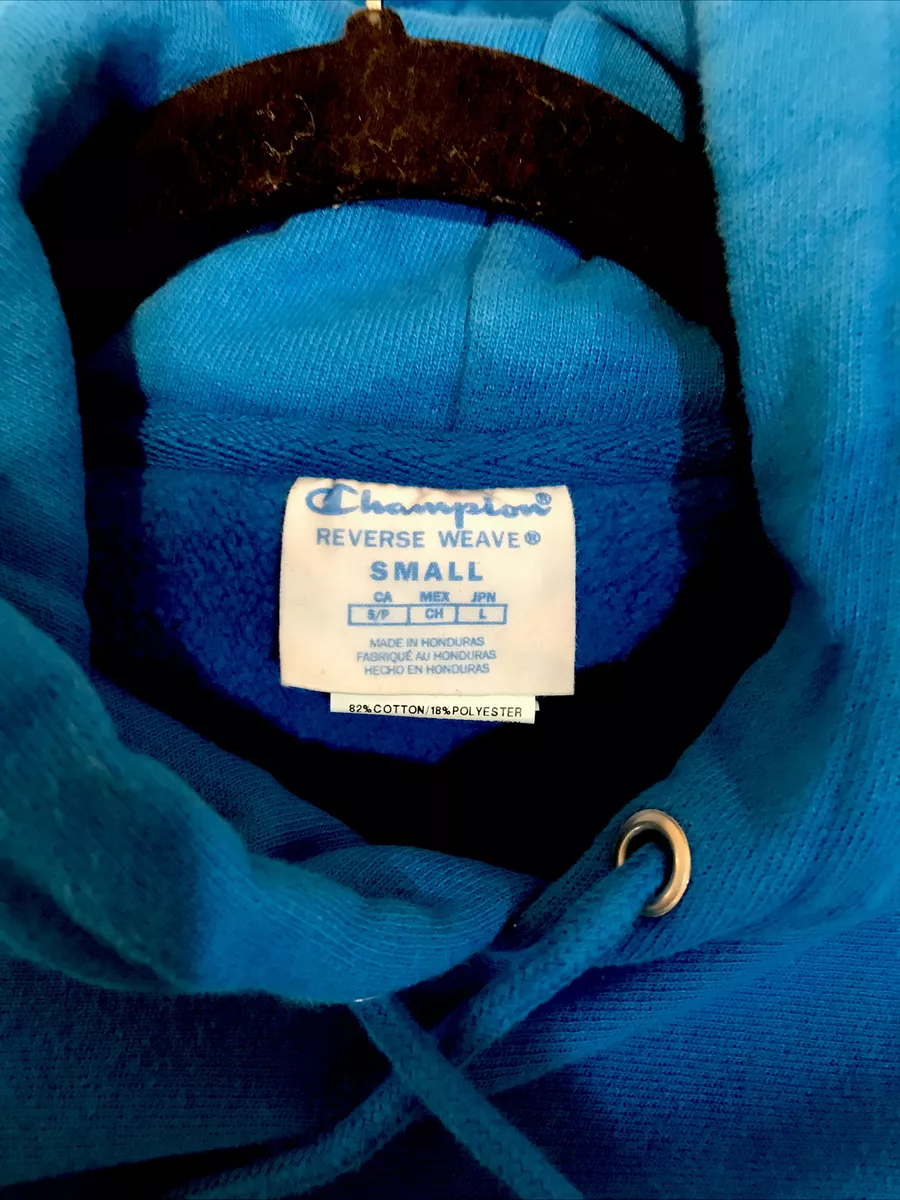 Champion®
REVERSE WEAVE®
SMALL
CA MEX JPN
S/P CH L
MADE IN HONDURAS
FABRIQUÉ AU HONDURAS
HECHO EN HONDURAS
82%COTTON/18%POLYESTER